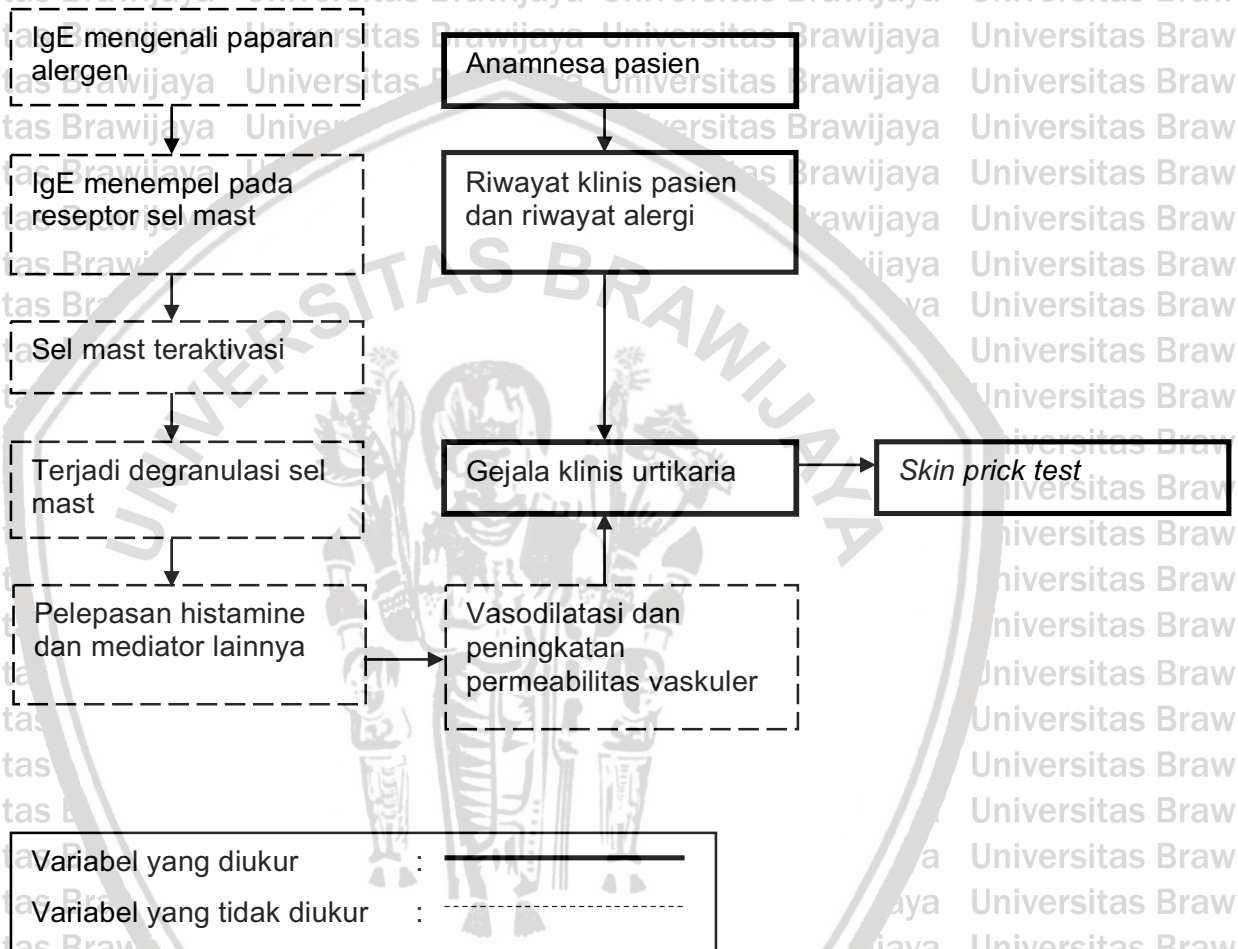 IgE mengenali paparan
alergen
IgE menempel pada
reseptor sel mast
Sel mast teraktivasi
Terjadi degranulasi sel
mast
Pelepasan histamine
dan mediator lainnya
Anamnesa pasien
Riwayat klinis pasien
dan riwayat alergi
Gejala klinis urtikaria
Skin prick test
Vasodilatasi dan
peningkatan
permeabilitas vaskuler
Variabel yang diukur :
Variabel yang tidak diukur :
UNIVERSITAS BRAWIJAYA